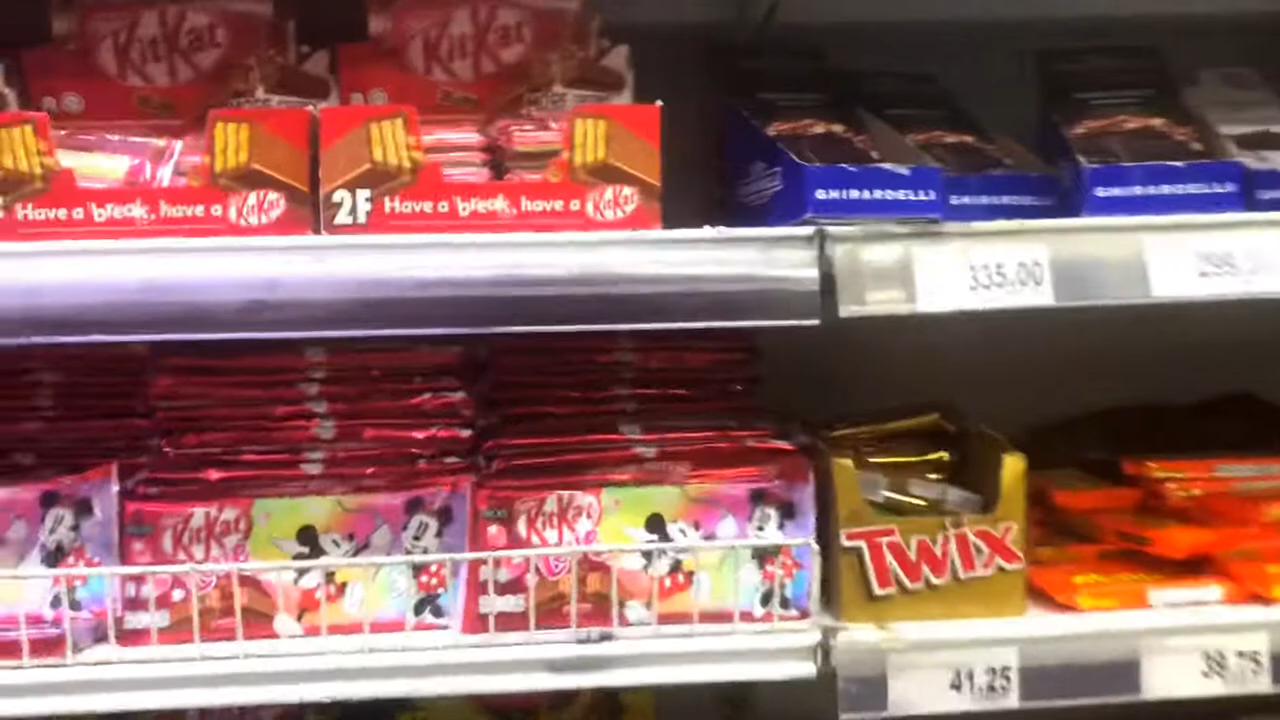 KitKat
KitKat
Have a break, have a KitKat
2F Have a break, have a KitKat
GHIRARDELLI
GHIRARDELLI
GHIRARDELLI
335.00
KitKat
KitKat
TWIX
41.25
39.75